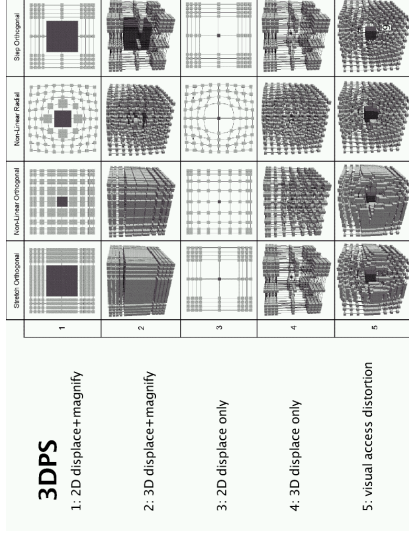 3DPS
1: 2D displace+magnify
2: 3D displace+magnify
3: 2D displace only
4: 3D displace only
5: visual access distortion
Stretch Orthogonal
Non-Linear Orthogonal
Non-Linear Radial
Step Orthogonal
1
2
3
4
5